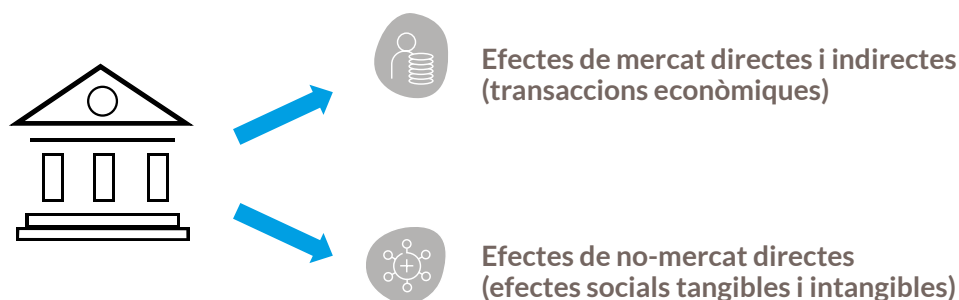 Efectes de mercat directes i indirectes
(transaccions econòmiques)
Efectes de no-mercat directes
(efectes socials tangibles i intangibles)